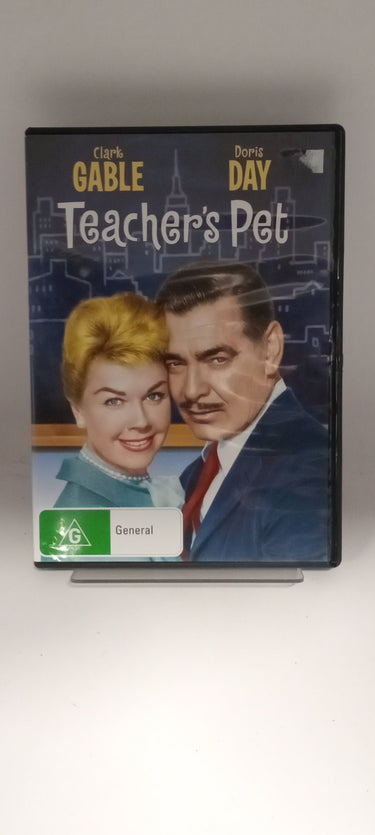 Clark Doris
GABLE DAY
Teacher's Pet
G General